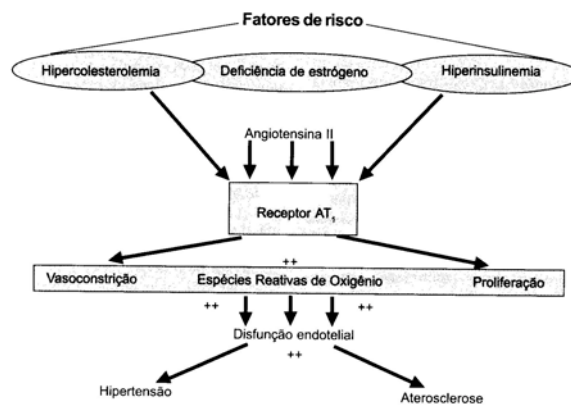 Fatores de risco
Hipercolesterolemia Deficiência de estrógeno Hiperinsulinemia
Angiotensina II
Receptor AT1
++
Vasoconstrição Espécies Reativas de Oxigênio Proliferação
++ ++
Disfunção endotelial
++
Hipertensão Aterosclerose